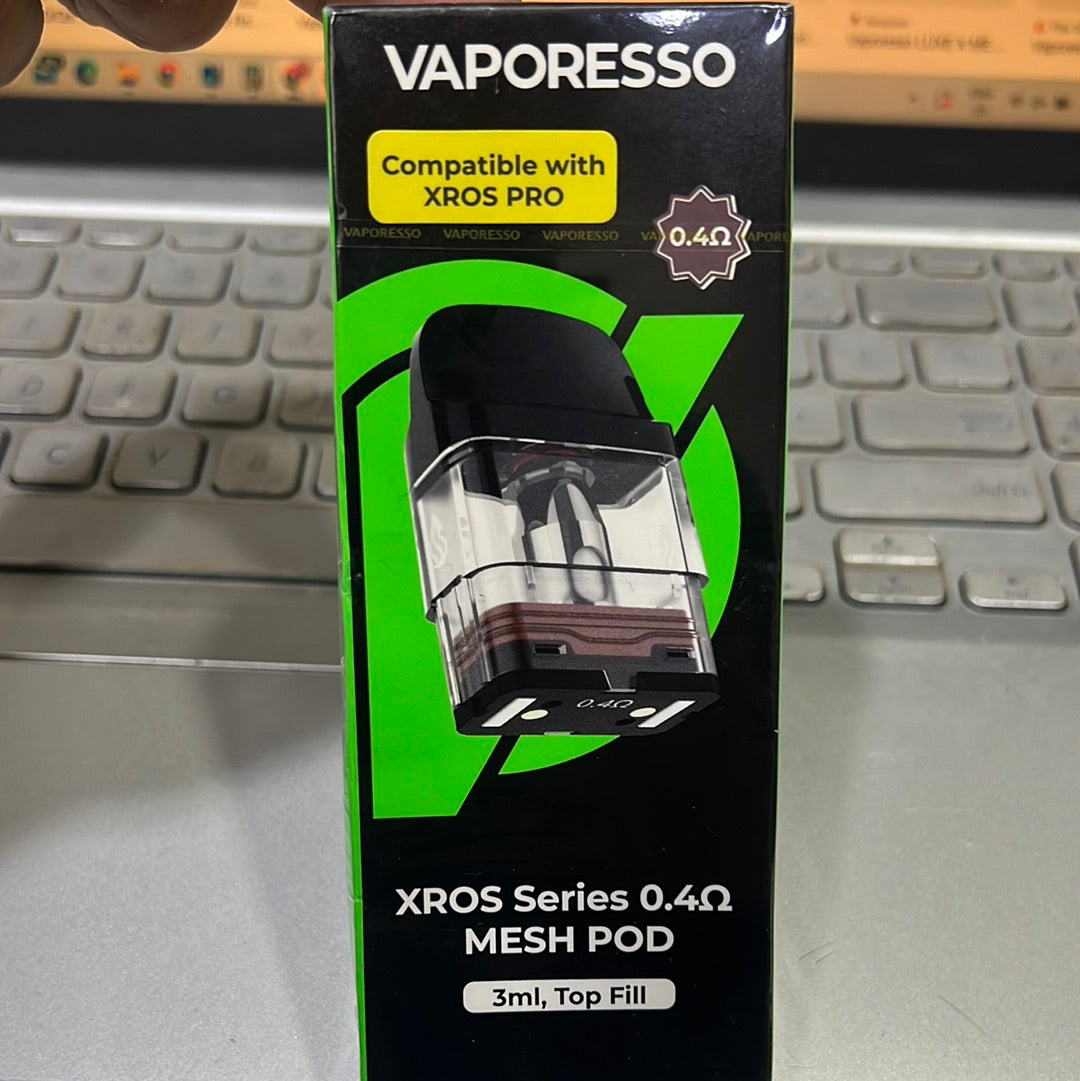 VAPORESSO
Compatible with
XROS PRO
VAPORESSO VAPORESSO VAPORESSO
0.4Ω
0.4Ω
XROS Series 0.4Ω
MESH POD
3ml, Top Fill